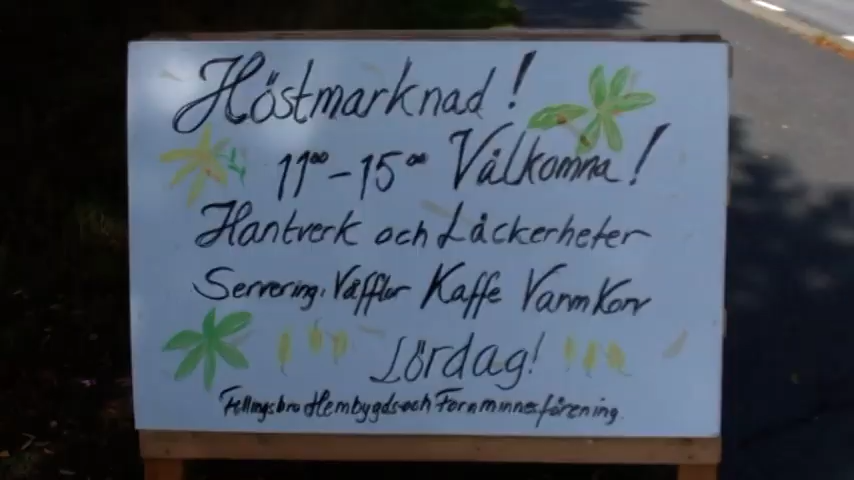 Höstmarknad!
11⁰⁰-15⁰⁰ Välkomna!
Hantverk och Läckerheter
Servering. Våfflor Kaffe Varm Korv
Lördag!
Fellingsbro Hembygds-och Fornminnesförening.